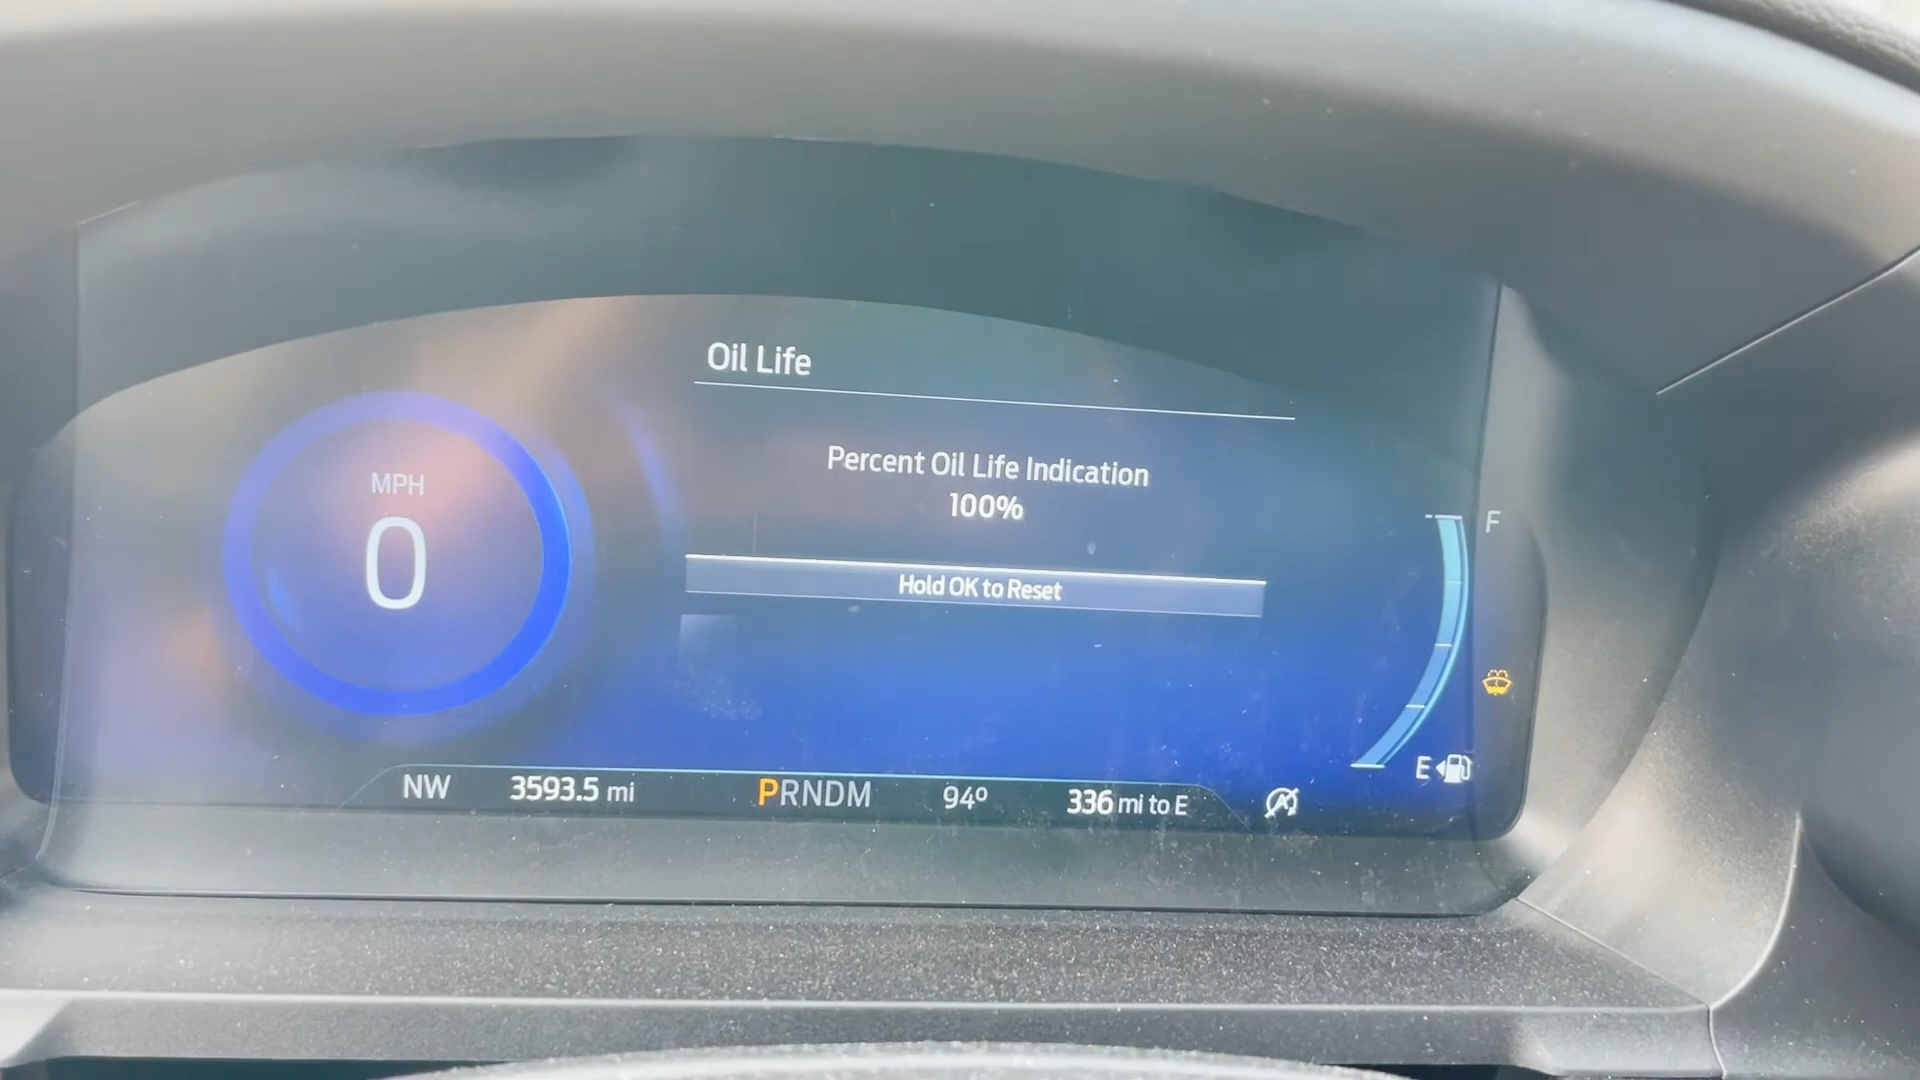 Oil Life
Percent Oil Life Indication
100%
Hold OK to Reset
MPH
0
F
E
NW 3593.5 mi PRNDM 94º 336 mi to E